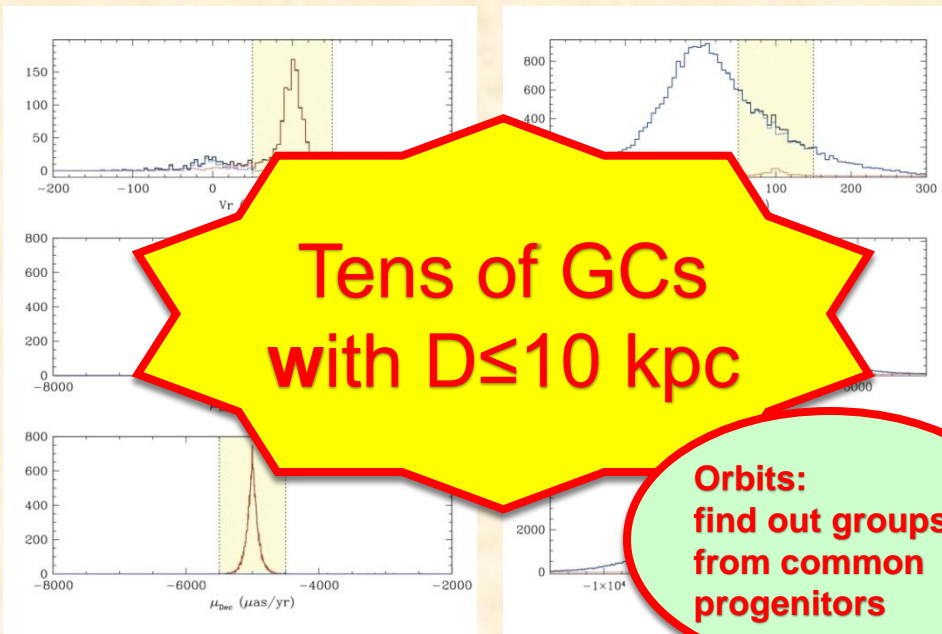 150
100
50
0
-200 -100 0
Vr
800
600
400
100 200 300
800
600
400
200
0
-8000
800
600
400
200
0
-8000 -6000 -4000 -2000
μDec (μas/yr)
2000
0
-1×10⁴
Tens of GCs
with D≤10 kpc
Orbits:
find out groups
from common
progenitors